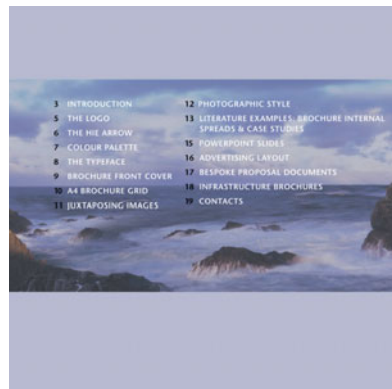 3 INTRODUCTION
5 THE LOGO
6 THE HIE ARROW
7 COLOUR PALETTE
8 THE TYPEFACE
9 BROCHURE FRONT COVER
10 A4 BROCHURE GRID
11 JUXTAPOSING IMAGES
12 PHOTOGRAPHIC STYLE
13 LITERATURE EXAMPLES: BROCHURE INTERNAL
SPREADS & CASE STUDIES
15 POWERPOINT SLIDES
16 ADVERTISING LAYOUT
17 BESPOKE PROPOSAL DOCUMENTS
18 INFRASTRUCTURE BROCHURES
19 CONTACTS